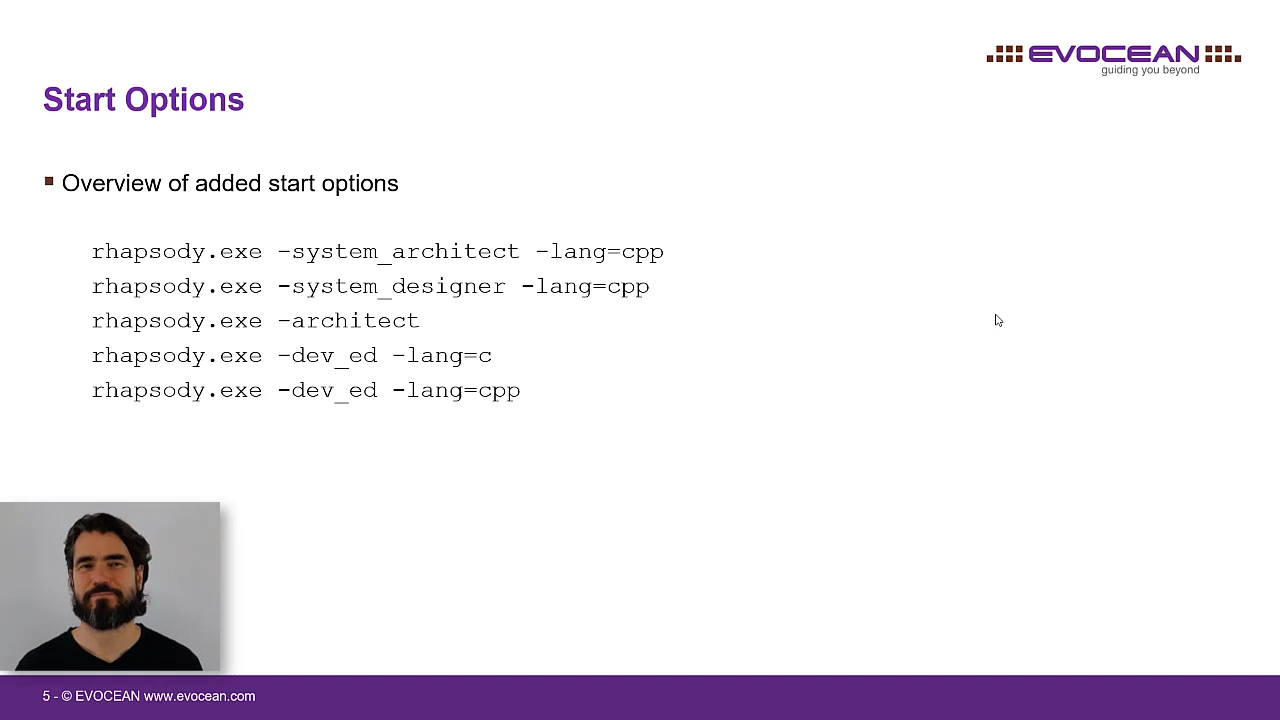 EVOCEAN
guiding you beyond
Start Options
Overview of added start options
rhapsody.exe –system_architect –lang=cpp
rhapsody.exe -system_designer -lang=cpp
rhapsody.exe –architect
rhapsody.exe –dev_ed –lang=c
rhapsody.exe -dev_ed -lang=cpp
5 - © EVOCEAN www.evocean.com